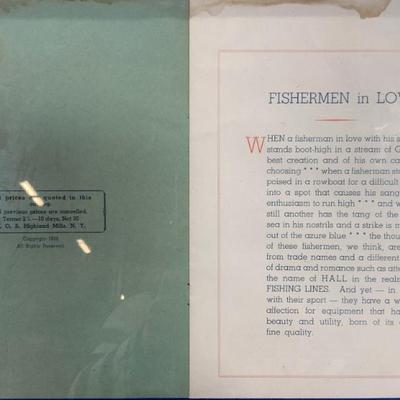 prices are quoted in this
previous prices are cancelled.
Terms 2%—10 days, Net 30
O. B. Highland Mills, N. Y.
Copyright
All Rights Reserved
FISHERMEN in LOV
WHEN a fisherman in love with his s
stands boot-high in a stream of G
best creation and of his own ca
choosing * * * when a fisherman sta
poised in a rowboat for a difficult
into a spot that causes his sang
enthusiasm to run high * * * and w
still another has the tang of the
sea in his nostrils and a strike is m
out of the azure blue * * * the thou
of these fishermen, we think, are
from trade names and a different
of drama and romance such as atta
the name of HALL in the realm
FISHING LINES. And yet — in
with their sport — they have a w
affection for equipment that ha
beauty and utility, born of its
fine quality.